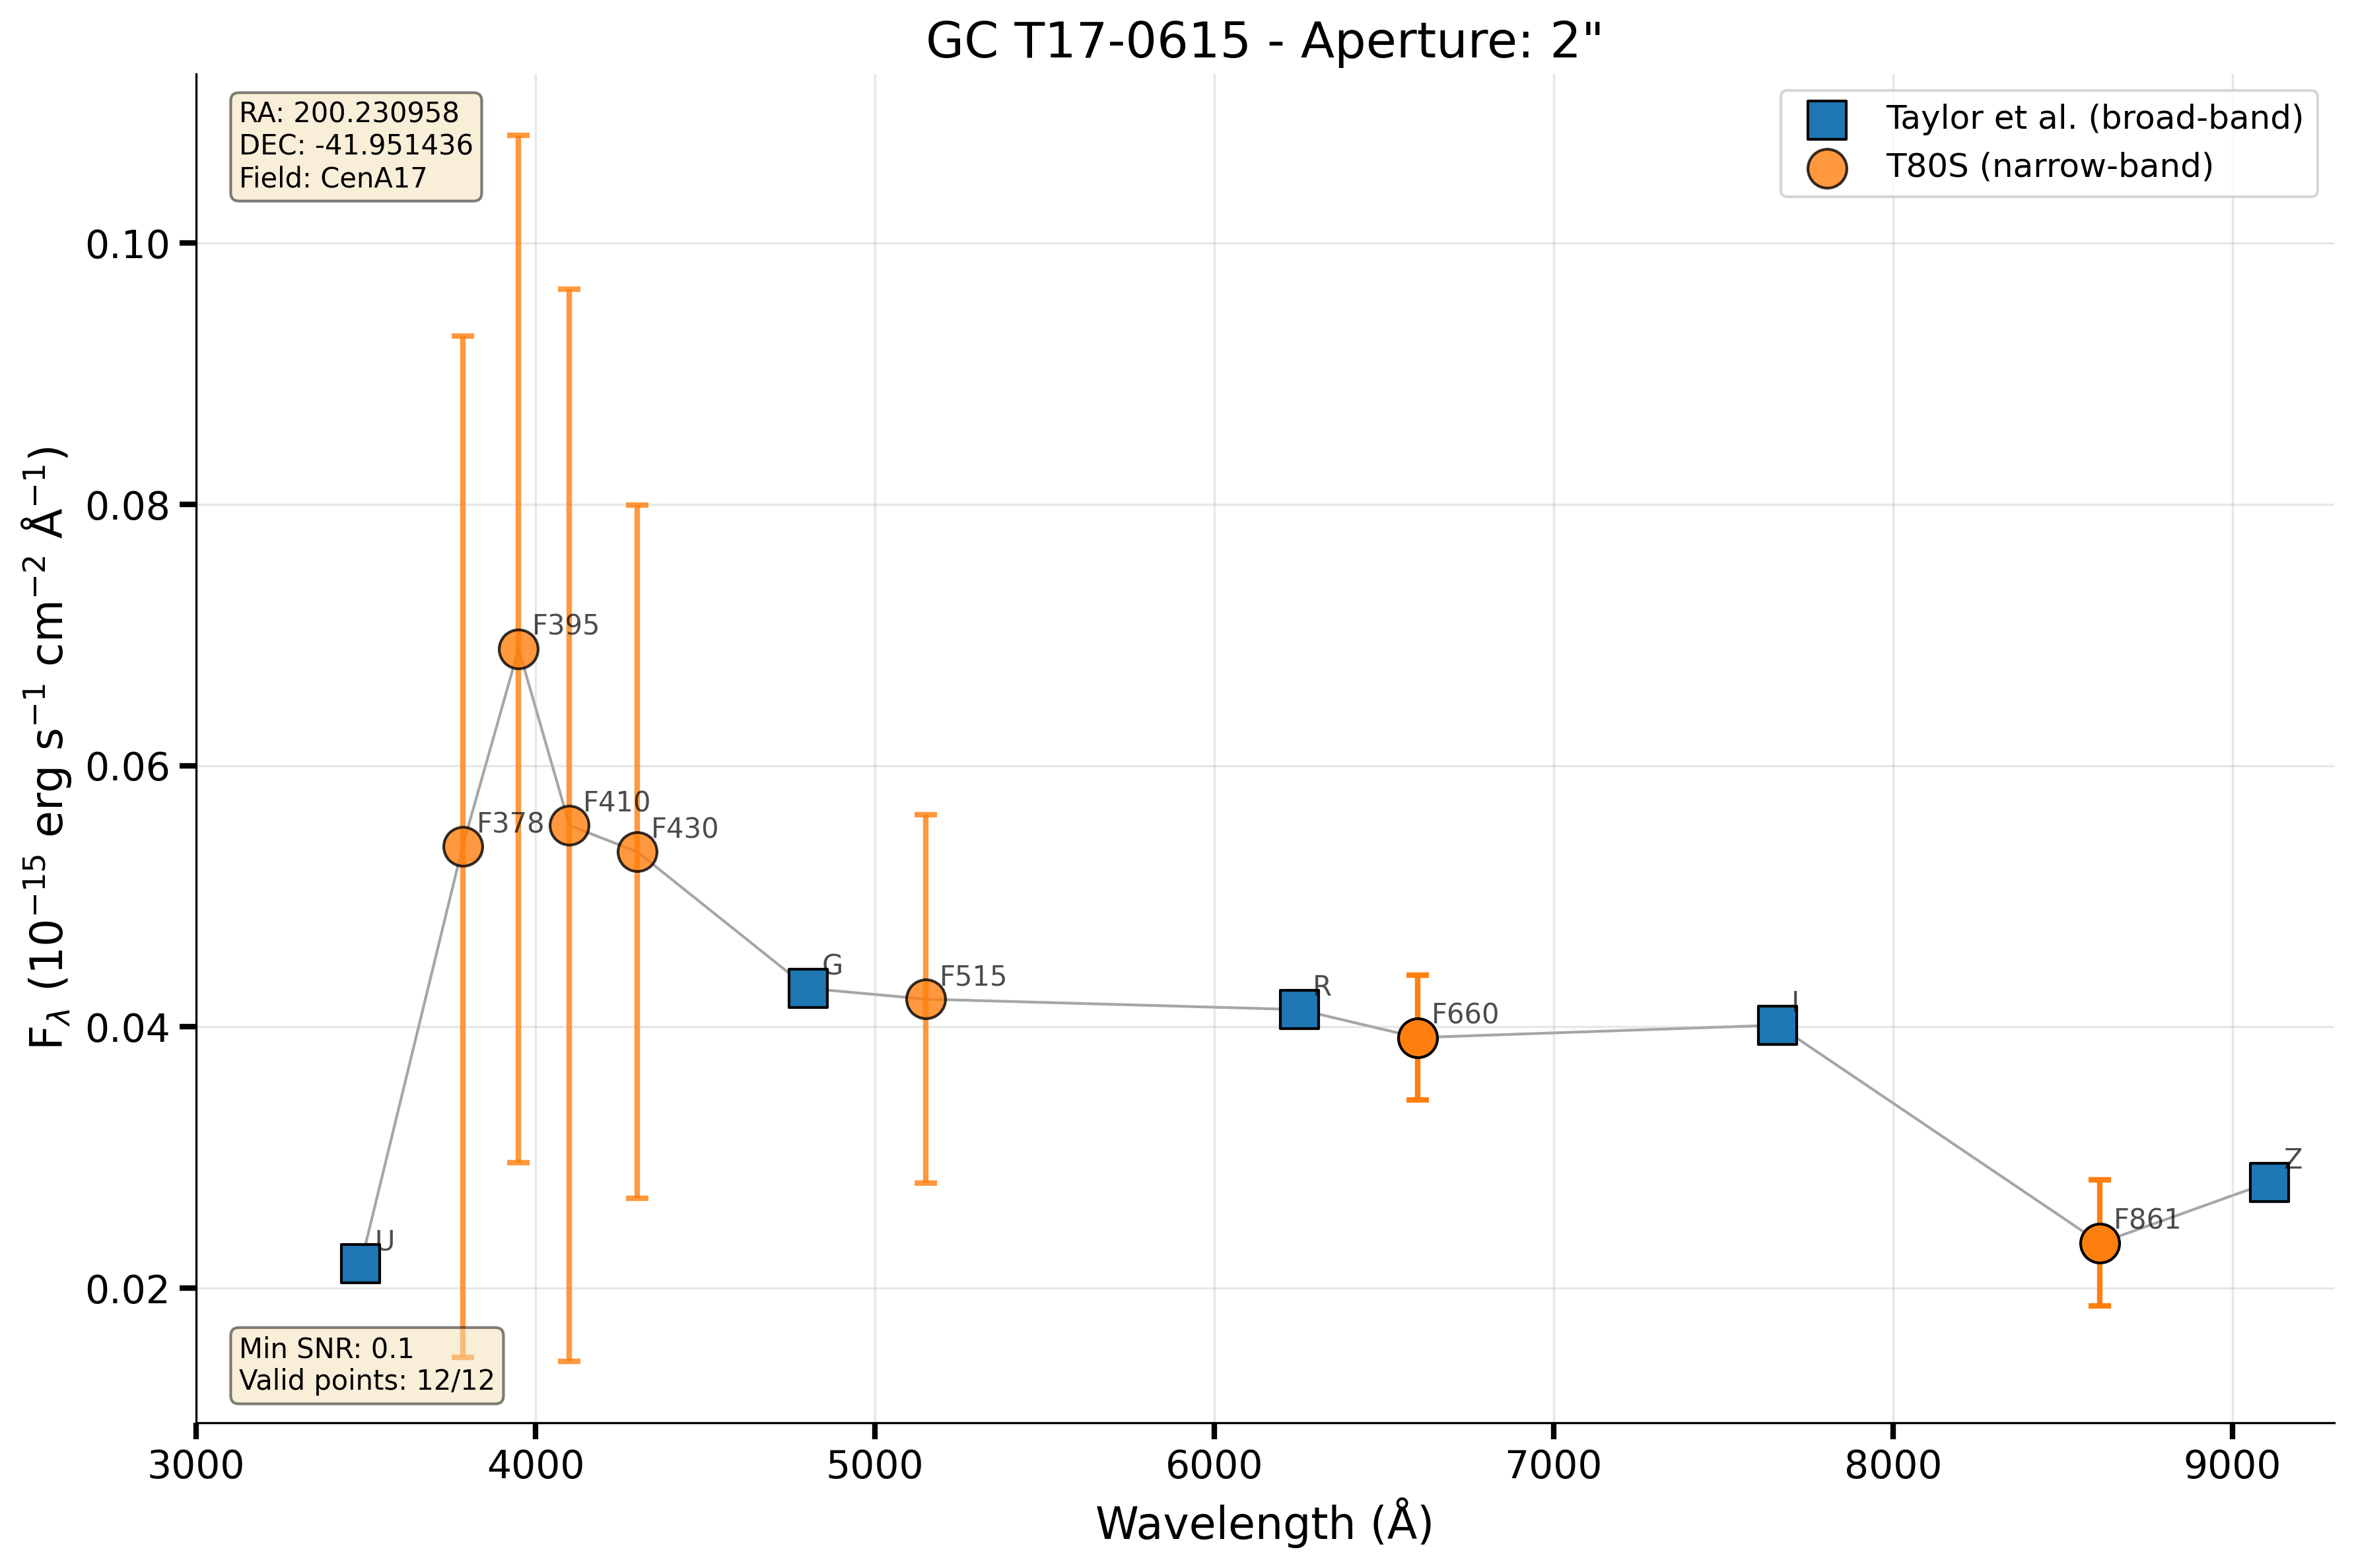 GC T17-0615 - Aperture: 2"
RA: 200.230958
DEC: -41.951436
Field: CenA17
Taylor et al. (broad-band)
T80S (narrow-band)
0.10
0.08
0.06
0.04
0.02
F_λ (10⁻¹⁵ erg s⁻¹ cm⁻² Å⁻¹)
F395
F410
F378
F430
G
F515
R
F660
I
Z
F861
U
Min SNR: 0.1
Valid points: 12/12
3000 4000 5000 6000 7000 8000 9000
Wavelength (Å)